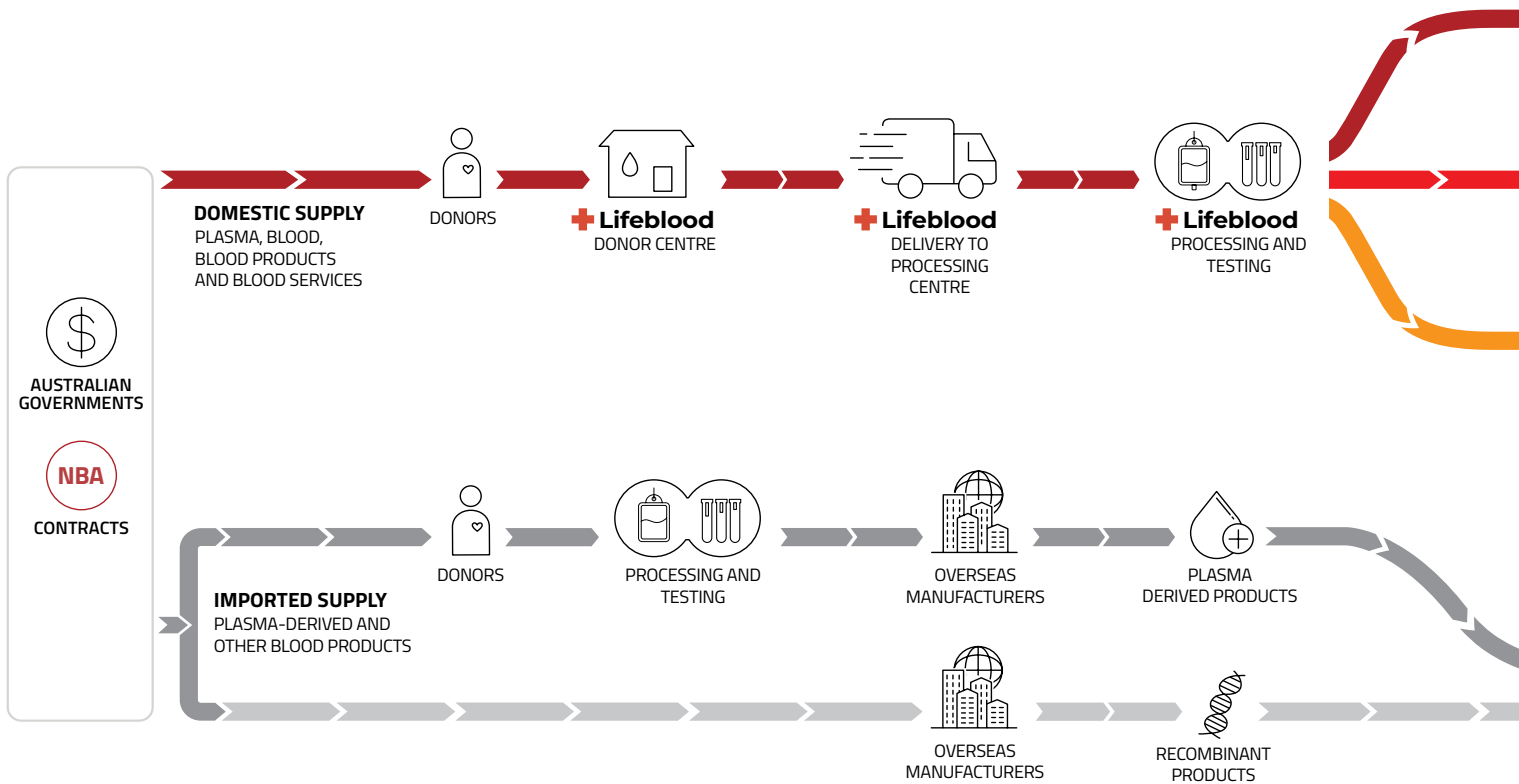 DOMESTIC SUPPLY
PLASMA, BLOOD,
BLOOD PRODUCTS
AND BLOOD SERVICES
DONORS
Lifeblood
DONOR CENTRE
Lifeblood
DELIVERY TO
PROCESSING
CENTRE
Lifeblood
PROCESSING AND
TESTING
$
AUSTRALIAN
GOVERNMENTS
NBA
CONTRACTS
IMPORTED SUPPLY
PLASMA-DERIVED AND
OTHER BLOOD PRODUCTS
DONORS
PROCESSING AND
TESTING
OVERSEAS
MANUFACTURERS
PLASMA
DERIVED PRODUCTS
OVERSEAS
MANUFACTURERS
RECOMBINANT
PRODUCTS